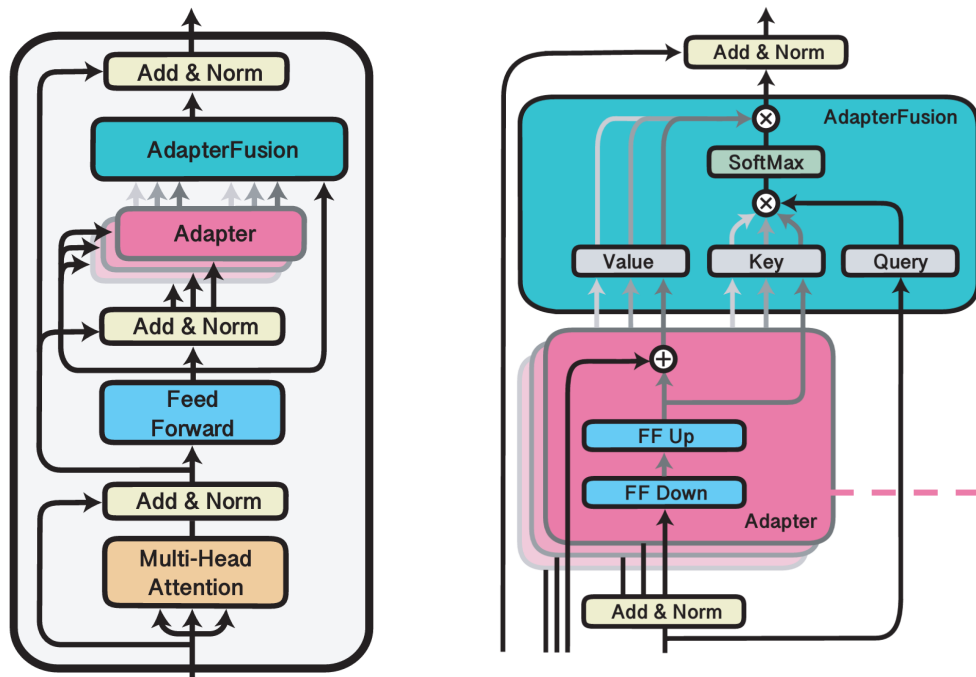 Add & Norm
AdapterFusion
Adapter
Add & Norm
Feed
Forward
Add & Norm
Multi-Head
Attention
Add & Norm
AdapterFusion
SoftMax
Value
Key
Query
FF Up
FF Down
Adapter
Add & Norm